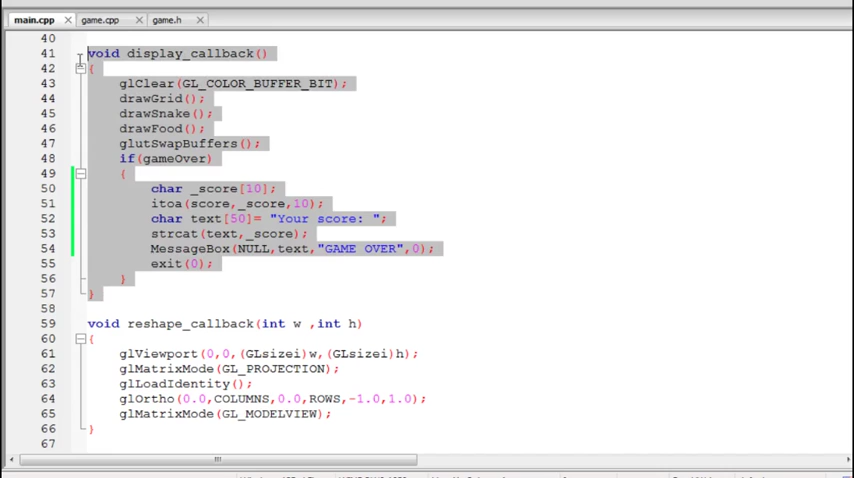 main.cpp × game.cpp × game.h ×
40
41 void display_callback()
42 {
43 glClear(GL_COLOR_BUFFER_BIT);
44 drawGrid();
45 drawSnake();
46 drawFood();
47 glutSwapBuffers();
48 if(gameOver)
49 {
50 char _score[10];
51 itoa(score,_score,10);
52 char text[50]= "Your score: ";
53 strcat(text,_score);
54 MessageBox(NULL,text,"GAME OVER",0);
55 exit(0);
56 }
57 }
58
59 void reshape_callback(int w ,int h)
60 {
61 glViewport(0,0,(GLsizei)w,(GLsizei)h);
62 glMatrixMode(GL_PROJECTION);
63 glLoadIdentity();
64 glOrtho(0.0,COLUMNS,0.0,ROWS,-1.0,1.0);
65 glMatrixMode(GL_MODELVIEW);
66 }
67